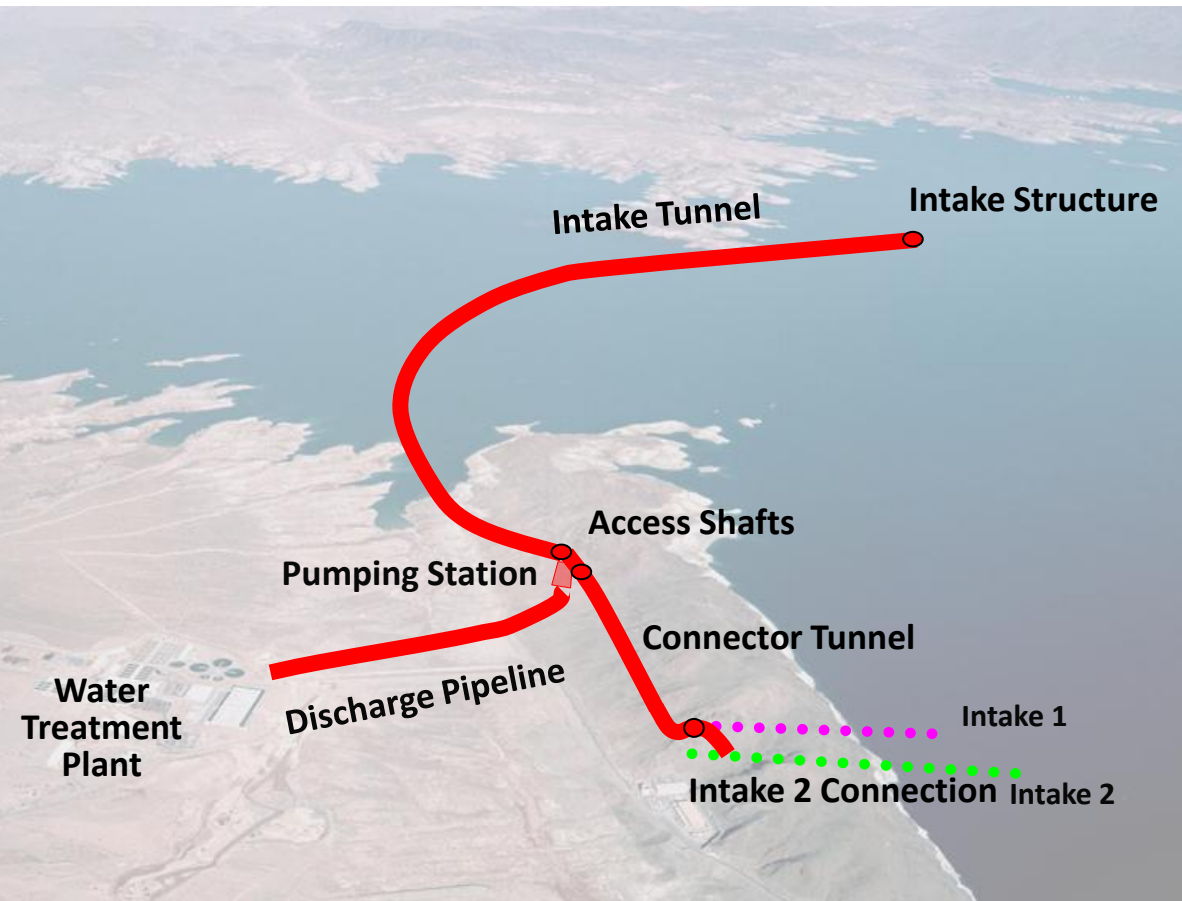 Intake Structure
Intake Tunnel
Access Shafts
Pumping Station
Connector Tunnel
Discharge Pipeline
Water
Treatment
Plant
Intake 1
Intake 2 Connection
Intake 2